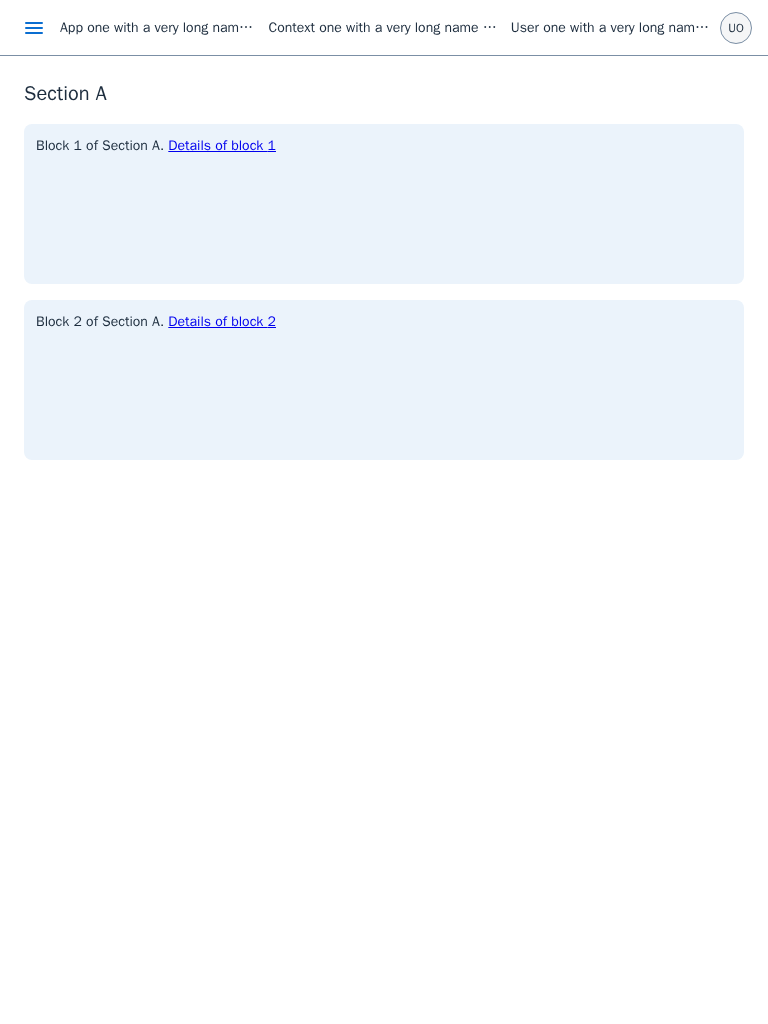 App one with a very long nam… Context one with a very long name … User one with a very long nam… UO
Section A
Block 1 of Section A. Details of block 1
Block 2 of Section A. Details of block 2